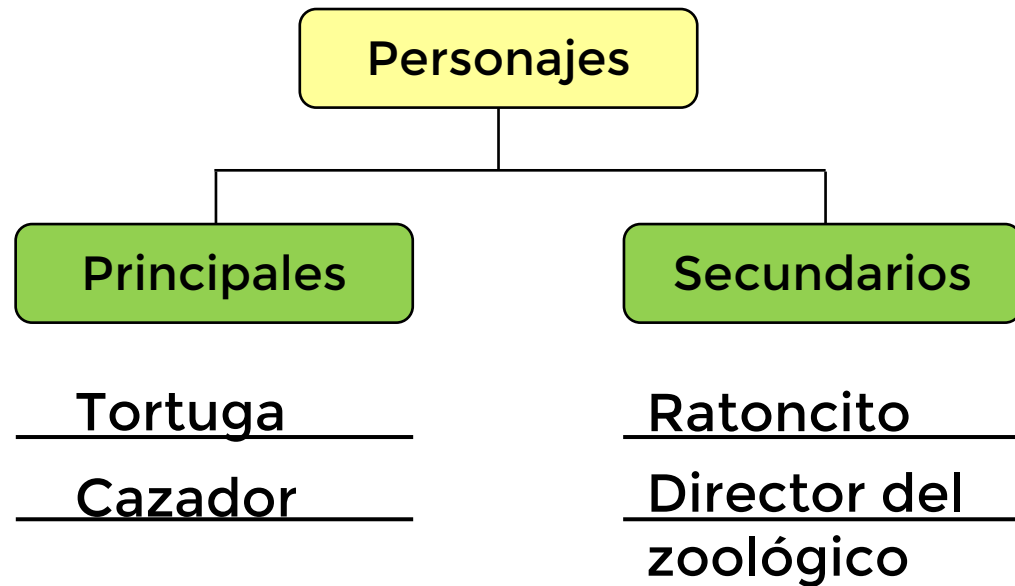 Personajes
Principales
Secundarios
Tortuga
Cazador
Ratoncito
Director del
zoológico